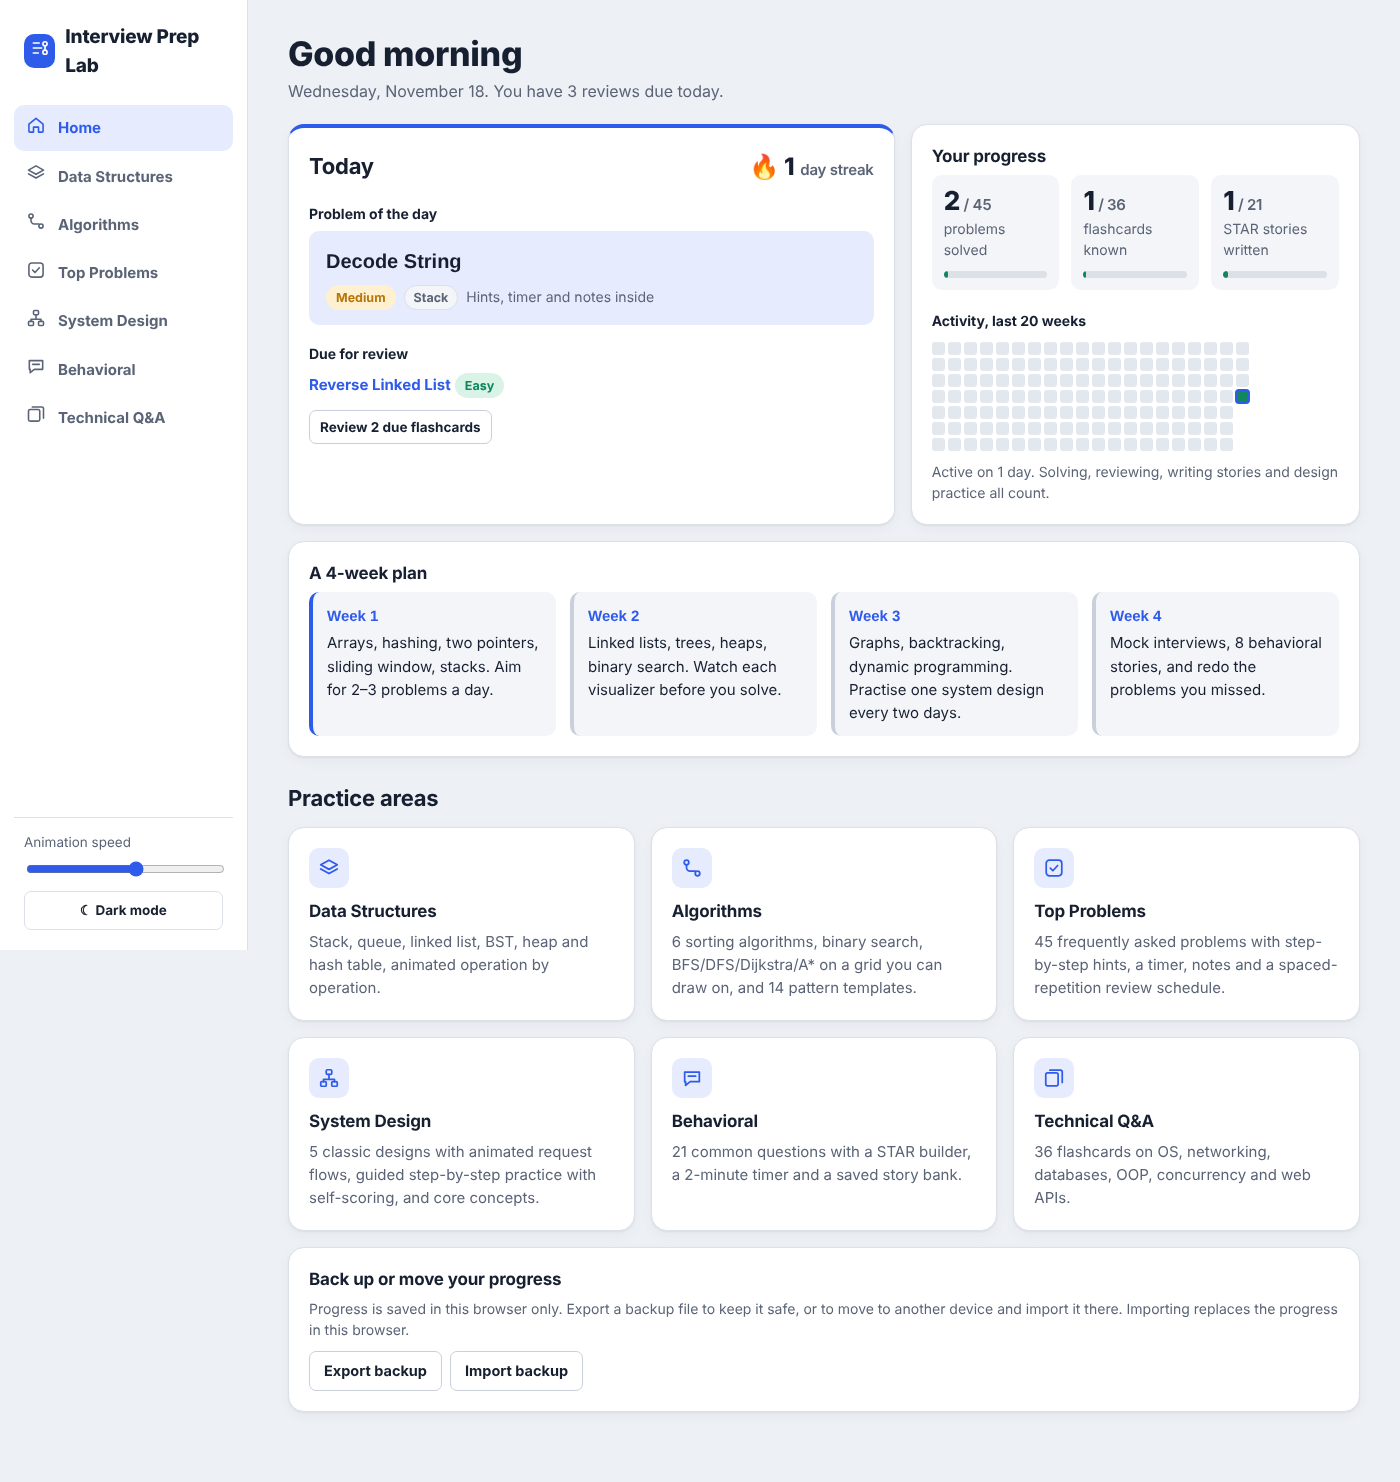 Interview Prep
Lab
Home
Data Structures
Algorithms
Top Problems
System Design
Behavioral
Technical Q&A
Animation speed
☾ Dark mode
Good morning
Wednesday, November 18. You have 3 reviews due today.
Today
🔥 1 day streak
Problem of the day
Decode String
Medium Stack Hints, timer and notes inside
Due for review
Reverse Linked List Easy
Review 2 due flashcards
Your progress
2 / 45
problems
solved
1 / 36
flashcards
known
1 / 21
STAR stories
written
Activity, last 20 weeks
Active on 1 day. Solving, reviewing, writing stories and design
practice all count.
A 4-week plan
Week 1
Arrays, hashing, two pointers,
sliding window, stacks. Aim
for 2–3 problems a day.
Week 2
Linked lists, trees, heaps,
binary search. Watch each
visualizer before you solve.
Week 3
Graphs, backtracking,
dynamic programming.
Practise one system design
every two days.
Week 4
Mock interviews, 8 behavioral
stories, and redo the
problems you missed.
Practice areas
Data Structures
Stack, queue, linked list, BST, heap and
hash table, animated operation by
operation.
Algorithms
6 sorting algorithms, binary search,
BFS/DFS/Dijkstra/A* on a grid you can
draw on, and 14 pattern templates.
Top Problems
45 frequently asked problems with step-
by-step hints, a timer, notes and a spaced-
repetition review schedule.
System Design
5 classic designs with animated request
flows, guided step-by-step practice with
self-scoring, and core concepts.
Behavioral
21 common questions with a STAR builder,
a 2-minute timer and a saved story bank.
Technical Q&A
36 flashcards on OS, networking,
databases, OOP, concurrency and web
APIs.
Back up or move your progress
Progress is saved in this browser only. Export a backup file to keep it safe, or to move to another device and import it there. Importing replaces the progress
in this browser.
Export backup
Import backup